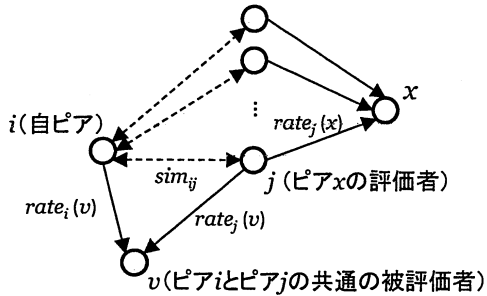 x
i(自ピア)
⋮
rate_j(x)
sim_ij
j(ピアxの評価者)
rate_i(v)
rate_j(v)
v(ピアiとピアjの共通の被評価者)